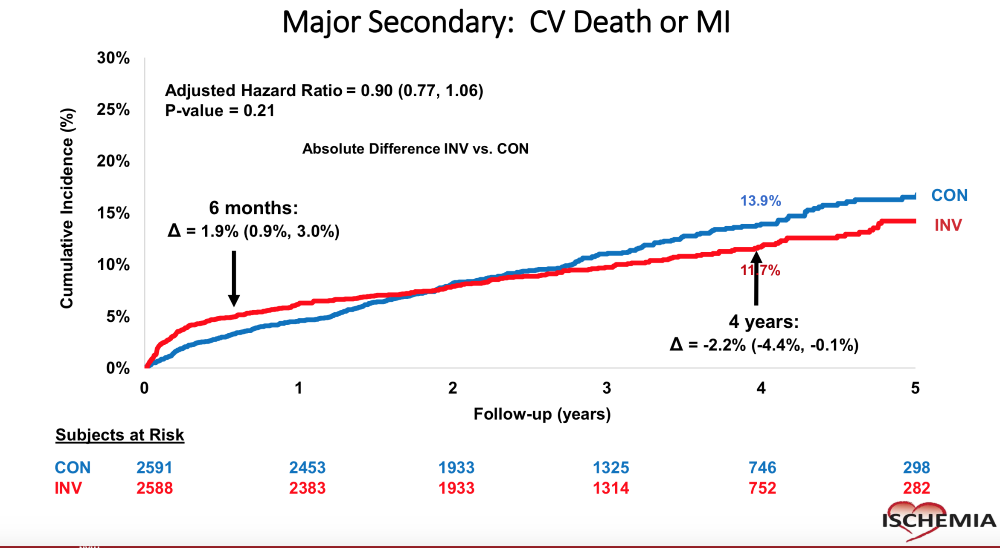 Major Secondary: CV Death or MI
30%
25%
20%
15%
10%
5%
0%
Cumulative Incidence (%)
Adjusted Hazard Ratio = 0.90 (0.77, 1.06)
P-value = 0.21
Absolute Difference INV vs. CON
6 months:
Δ = 1.9% (0.9%, 3.0%)
13.9%
CON
INV
11.7%
4 years:
Δ = -2.2% (-4.4%, -0.1%)
0 1 2 3 4 5
Follow-up (years)
Subjects at Risk
CON 2591 2453 1933 1325 746 298
INV 2588 2383 1933 1314 752 282
ISCHEMIA